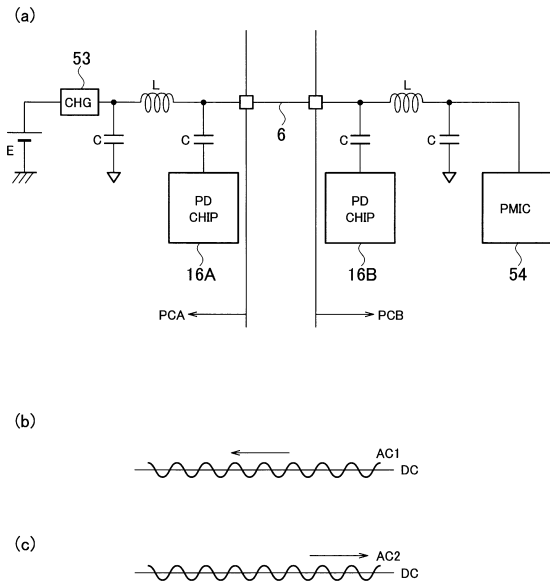 (a)
53
CHG
L
C
C
E
PD
CHIP
16A
6
L
C
C
PD
CHIP
16B
PMIC
54
PCA
PCB
(b)
AC1
DC
(c)
AC2
DC